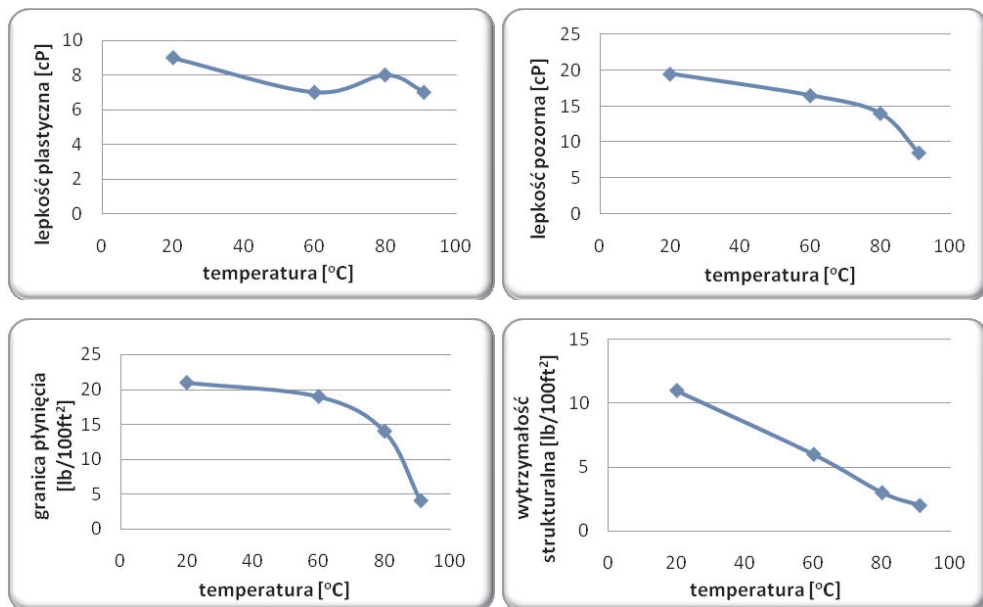 lepkość plastyczna [cP]
10
8
6
4
2
0
0 20 40 60 80 100
temperatura [°C]
lepkość pozorna [cP]
25
20
15
10
5
0
0 20 40 60 80 100
temperatura [°C]
granica płynięcia
[lb/100ft²]
25
20
15
10
5
0
0 20 40 60 80 100
temperatura [°C]
wytrzymałość
strukturalna [lb/100ft²]
15
10
5
0
0 20 40 60 80 100
temperatura [°C]